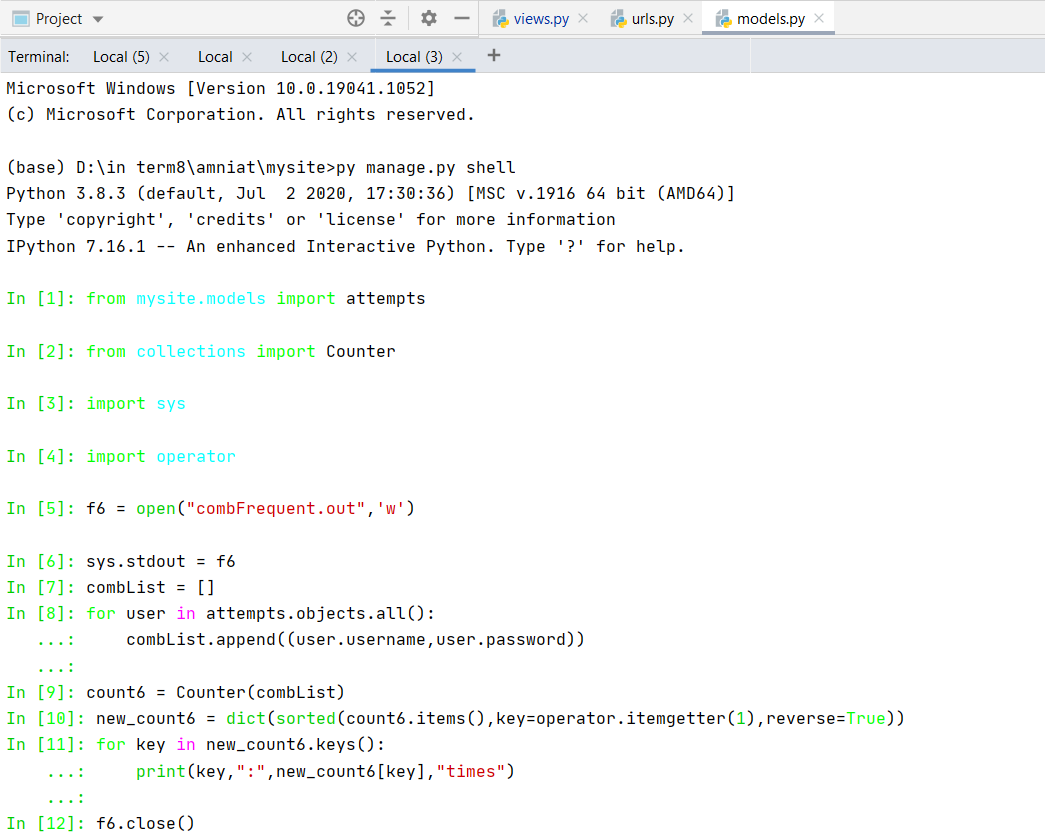 Project views.py urls.py models.py
Terminal: Local (5) Local Local (2) Local (3) +
Microsoft Windows [Version 10.0.19041.1052]
(c) Microsoft Corporation. All rights reserved.
(base) D:\in term8\amniat\mysite>py manage.py shell
Python 3.8.3 (default, Jul  2 2020, 17:30:36) [MSC v.1916 64 bit (AMD64)]
Type 'copyright', 'credits' or 'license' for more information
IPython 7.16.1 -- An enhanced Interactive Python. Type '?' for help.
In [1]: from mysite.models import attempts
In [2]: from collections import Counter
In [3]: import sys
In [4]: import operator
In [5]: f6 = open("combFrequent.out",'w')
In [6]: sys.stdout = f6
In [7]: combList = []
In [8]: for user in attempts.objects.all():
   ...:     combList.append((user.username,user.password))
   ...:
In [9]: count6 = Counter(combList)
In [10]: new_count6 = dict(sorted(count6.items(),key=operator.itemgetter(1),reverse=True))
In [11]: for key in new_count6.keys():
    ...:     print(key,":",new_count6[key],"times")
    ...:
In [12]: f6.close()